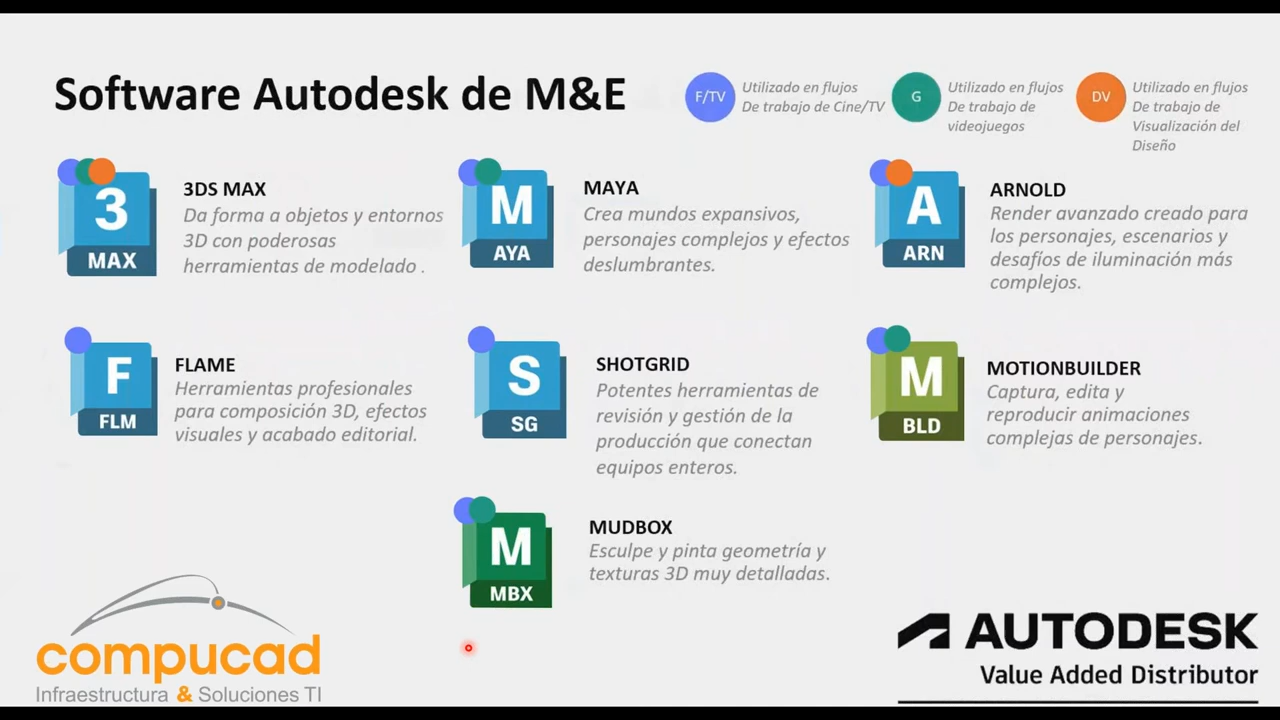 Software Autodesk de M&E
F/TV
Utilizado en flujos
De trabajo de Cine/TV
G
Utilizado en flujos
De trabajo de
videojuegos
DV
Utilizado en flujos
De trabajo de
Visualización del
Diseño
3
MAX
3DS MAX
Da forma a objetos y entornos
3D con poderosas
herramientas de modelado .
M
AYA
MAYA
Crea mundos expansivos,
personajes complejos y efectos
deslumbrantes.
A
ARN
ARNOLD
Render avanzado creado para
los personajes, escenarios y
desafíos de iluminación más
complejos.
F
FLM
FLAME
Herramientas profesionales
para composición 3D, efectos
visuales y acabado editorial.
S
SG
SHOTGRID
Potentes herramientas de
revisión y gestión de la
producción que conectan
equipos enteros.
M
BLD
MOTIONBUILDER
Captura, edita y
reproducir animaciones
complejas de personajes.
M
MBX
MUDBOX
Esculpe y pinta geometría y
texturas 3D muy detalladas.
compucad
Infraestructura & Soluciones TI
AUTODESK
Value Added Distributor